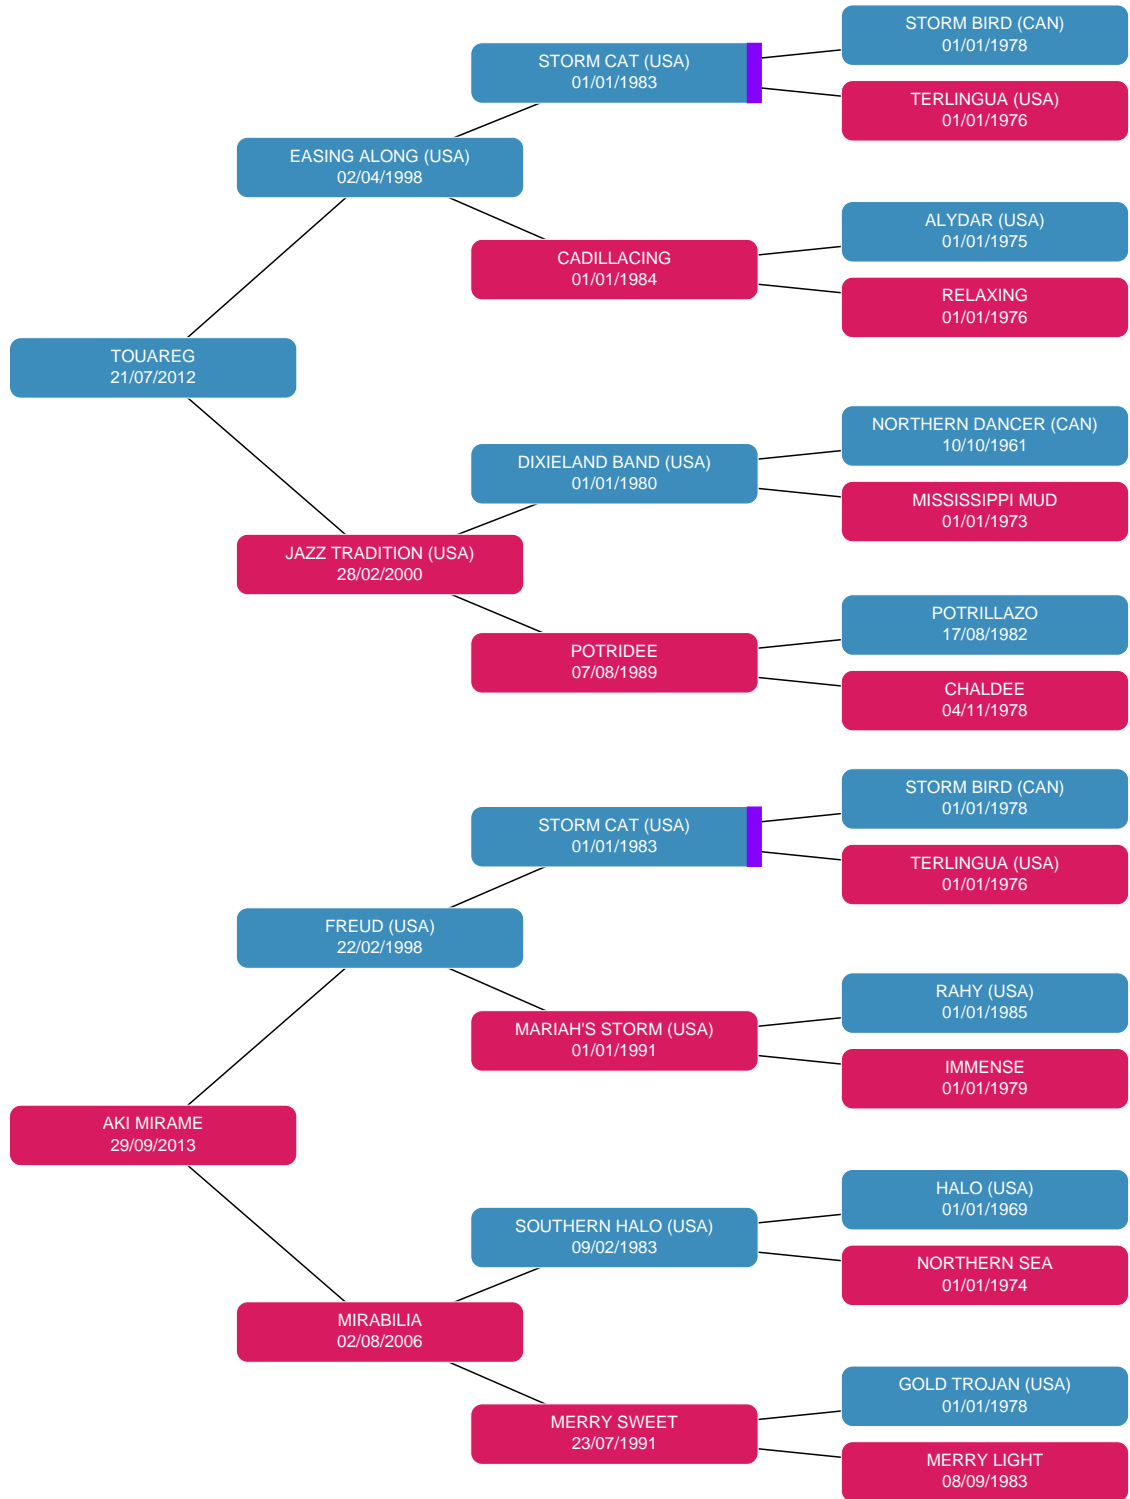 STORM BIRD (CAN)
01/01/1978
STORM CAT (USA)
01/01/1983
TERLINGUA (USA)
01/01/1976
EASING ALONG (USA)
02/04/1998
ALYDAR (USA)
01/01/1975
CADILLACING
01/01/1984
RELAXING
01/01/1976
TOUAREG
21/07/2012
NORTHERN DANCER (CAN)
10/10/1961
DIXIELAND BAND (USA)
01/01/1980
MISSISSIPPI MUD
01/01/1973
JAZZ TRADITION (USA)
28/02/2000
POTRILLAZO
17/08/1982
POTRIDEE
07/08/1989
CHALDEE
04/11/1978
STORM BIRD (CAN)
01/01/1978
STORM CAT (USA)
01/01/1983
TERLINGUA (USA)
01/01/1976
FREUD (USA)
22/02/1998
RAHY (USA)
01/01/1985
MARIAH'S STORM (USA)
01/01/1991
IMMENSE
01/01/1979
AKI MIRAME
29/09/2013
HALO (USA)
01/01/1969
SOUTHERN HALO (USA)
09/02/1983
NORTHERN SEA
01/01/1974
MIRABILIA
02/08/2006
GOLD TROJAN (USA)
01/01/1978
MERRY SWEET
23/07/1991
MERRY LIGHT
08/09/1983